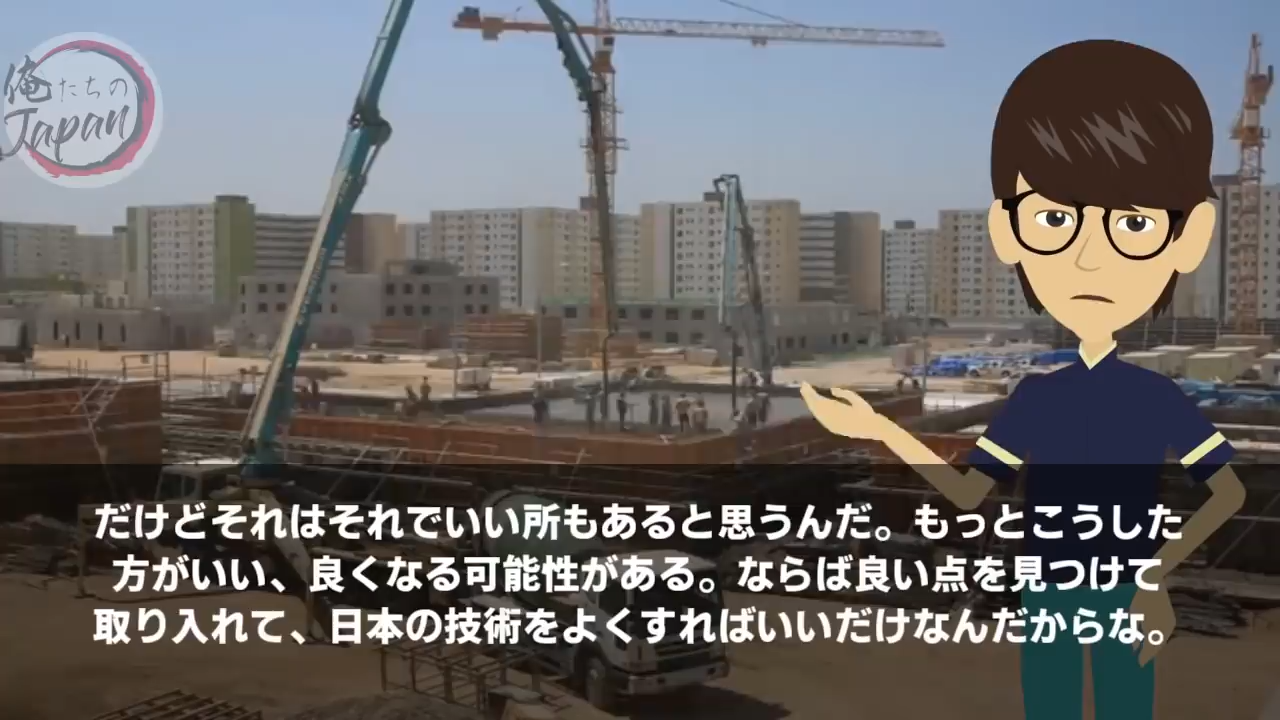 俺たちの
Japan
だけどそれはそれでいい所もあると思うんだ。もっとこうした
方がいい、良くなる可能性がある。ならば良い点を見つけて
取り入れて、日本の技術をよくすればいいだけなんだからな。